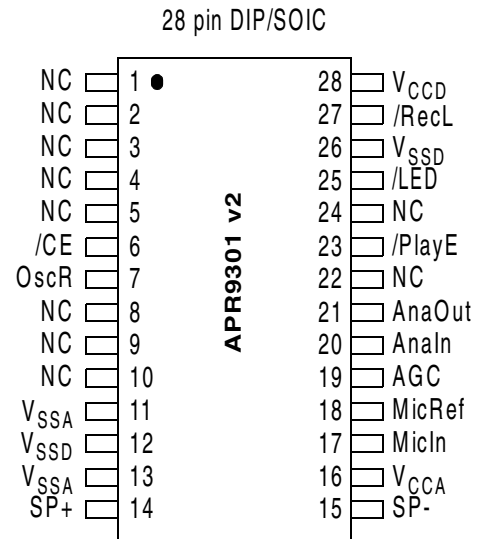 28 pin DIP/SOIC
NC 1 28 VCCD
NC 2 27 /RecL
NC 3 26 VSSD
NC 4 25 /LED
NC 5 24 NC
/CE 6 23 /PlayE
OscR 7 22 NC
NC 8 21 AnaOut
NC 9 20 AnaIn
NC 10 19 AGC
VSSA 11 18 MicRef
VSSD 12 17 MicIn
VSSA 13 16 VCCA
SP+ 14 15 SP-
APR9301 v2